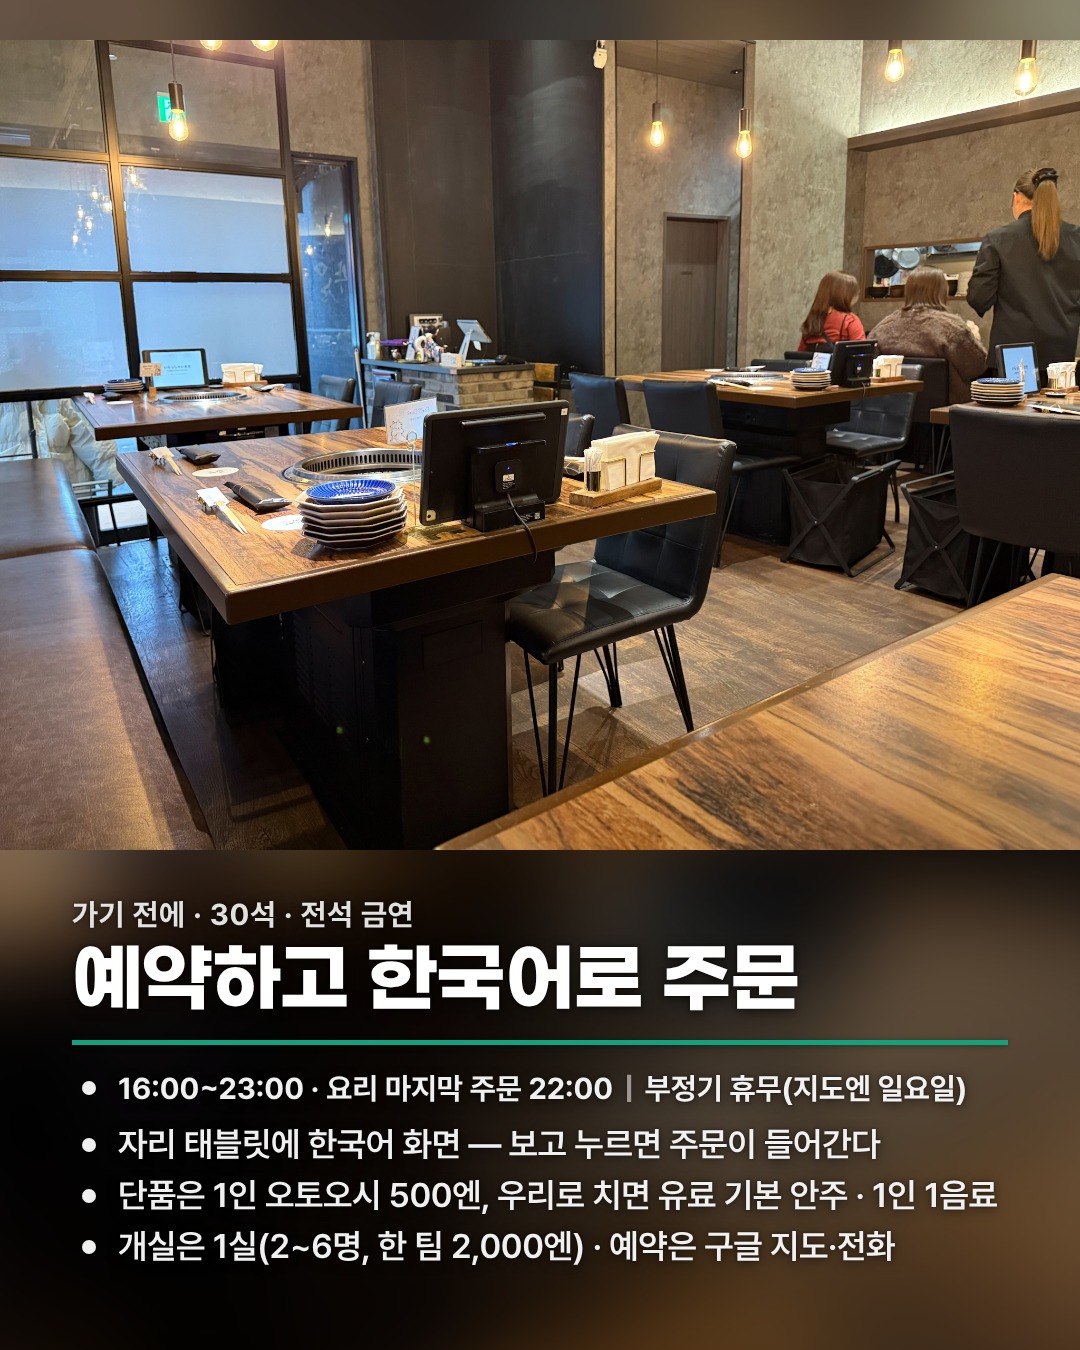 가기 전에 · 30석 · 전석 금연
예약하고 한국어로 주문
16:00~23:00 · 요리 마지막 주문 22:00 | 부정기 휴무(지도엔 일요일)
자리 태블릿에 한국어 화면 — 보고 누르면 주문이 들어간다
단품은 1인 오토오시 500엔, 우리로 치면 유료 기본 안주 · 1인 1음료
개실은 1실(2~6명, 한 팀 2,000엔) · 예약은 구글 지도·전화